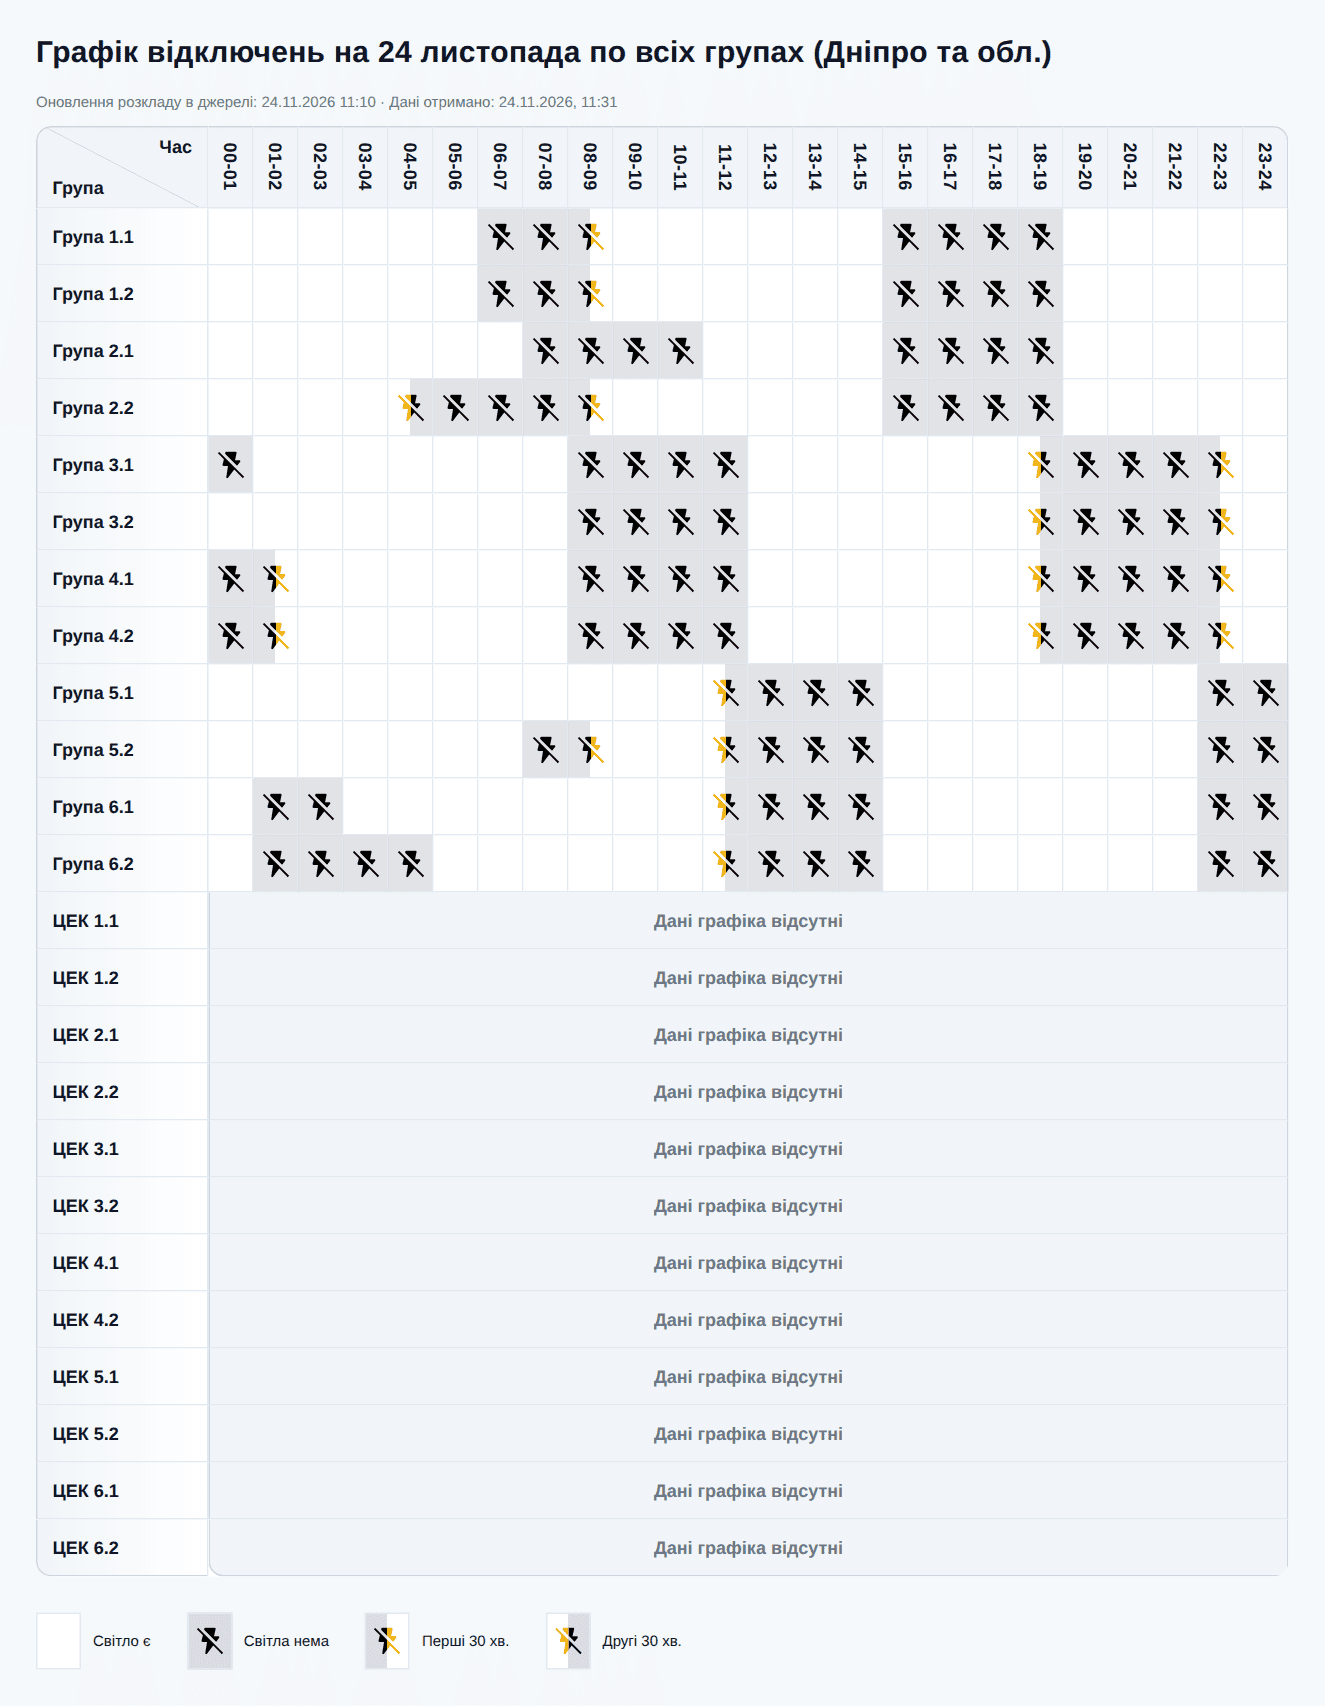 Графік відключень на 24 листопада по всіх групах (Дніпро та обл.)
Оновлення розкладу в джерелі: 24.11.2026 11:10 · Дані отримано: 24.11.2026, 11:31
Час
Група
00-01 01-02 02-03 03-04 04-05 05-06 06-07 07-08 08-09 09-10 10-11 11-12 12-13 13-14 14-15 15-16 16-17 17-18 18-19 19-20 20-21 21-22 22-23 23-24
Група 1.1
Група 1.2
Група 2.1
Група 2.2
Група 3.1
Група 3.2
Група 4.1
Група 4.2
Група 5.1
Група 5.2
Група 6.1
Група 6.2
ЦЕК 1.1 Дані графіка відсутні
ЦЕК 1.2 Дані графіка відсутні
ЦЕК 2.1 Дані графіка відсутні
ЦЕК 2.2 Дані графіка відсутні
ЦЕК 3.1 Дані графіка відсутні
ЦЕК 3.2 Дані графіка відсутні
ЦЕК 4.1 Дані графіка відсутні
ЦЕК 4.2 Дані графіка відсутні
ЦЕК 5.1 Дані графіка відсутні
ЦЕК 5.2 Дані графіка відсутні
ЦЕК 6.1 Дані графіка відсутні
ЦЕК 6.2 Дані графіка відсутні
Світло є Світла нема Перші 30 хв. Другі 30 хв.